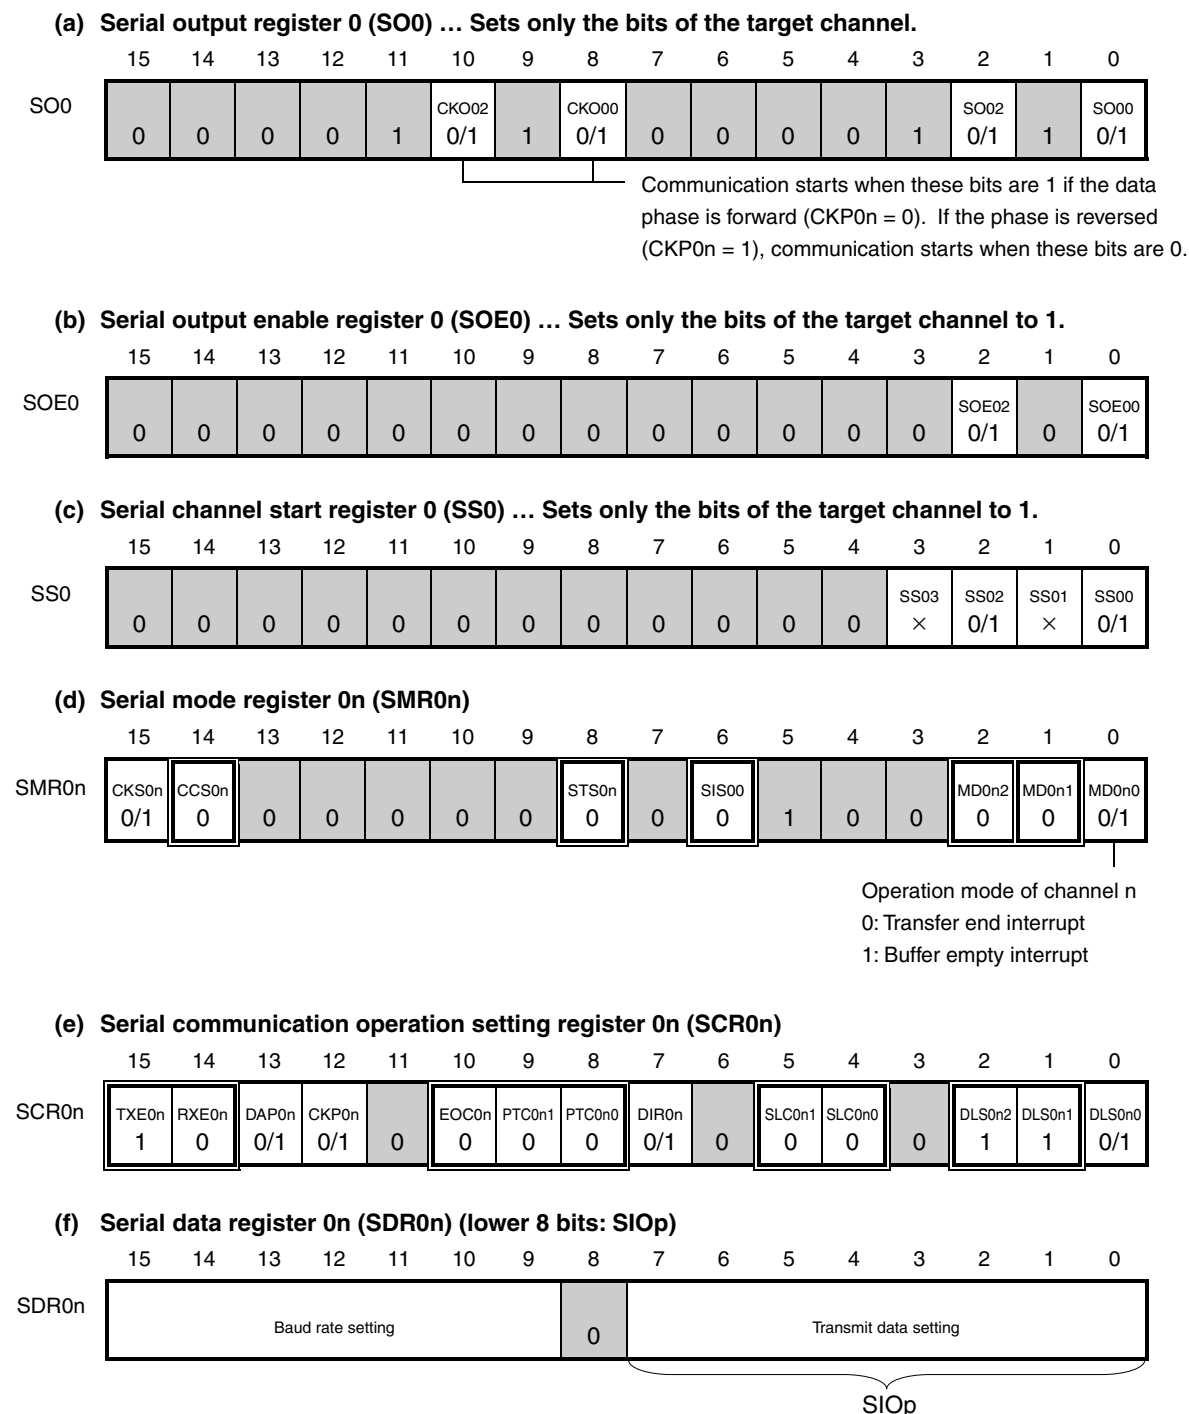 (a) Serial output register 0 (SO0) … Sets only the bits of the target channel.
15 14 13 12 11 10 9 8 7 6 5 4 3 2 1 0
SO0
CKO02 CKO00 SO02 SO00
0 0 0 0 1 0/1 1 0/1 0 0 0 0 1 0/1 1 0/1
Communication starts when these bits are 1 if the data
phase is forward (CKP0n = 0). If the phase is reversed
(CKP0n = 1), communication starts when these bits are 0.
(b) Serial output enable register 0 (SOE0) … Sets only the bits of the target channel to 1.
15 14 13 12 11 10 9 8 7 6 5 4 3 2 1 0
SOE0
SOE02 SOE00
0 0 0 0 0 0 0 0 0 0 0 0 0 0/1 0 0/1
(c) Serial channel start register 0 (SS0) … Sets only the bits of the target channel to 1.
15 14 13 12 11 10 9 8 7 6 5 4 3 2 1 0
SS0
SS03 SS02 SS01 SS00
0 0 0 0 0 0 0 0 0 0 0 0 × 0/1 × 0/1
(d) Serial mode register 0n (SMR0n)
15 14 13 12 11 10 9 8 7 6 5 4 3 2 1 0
SMR0n
CKS0n CCS0n STS0n SIS00 MD0n2 MD0n1 MD0n0
0/1 0 0 0 0 0 0 0 0 0 1 0 0 0 0 0/1
Operation mode of channel n
0: Transfer end interrupt
1: Buffer empty interrupt
(e) Serial communication operation setting register 0n (SCR0n)
15 14 13 12 11 10 9 8 7 6 5 4 3 2 1 0
SCR0n
TXE0n RXE0n DAP0n CKP0n EOC0n PTC0n1 PTC0n0 DIR0n SLC0n1 SLC0n0 DLS0n2 DLS0n1 DLS0n0
1 0 0/1 0/1 0 0 0 0 0/1 0 0 0 0 1 1 0/1
(f) Serial data register 0n (SDR0n) (lower 8 bits: SIOp)
15 14 13 12 11 10 9 8 7 6 5 4 3 2 1 0
SDR0n
Baud rate setting 0 Transmit data setting
SIOp